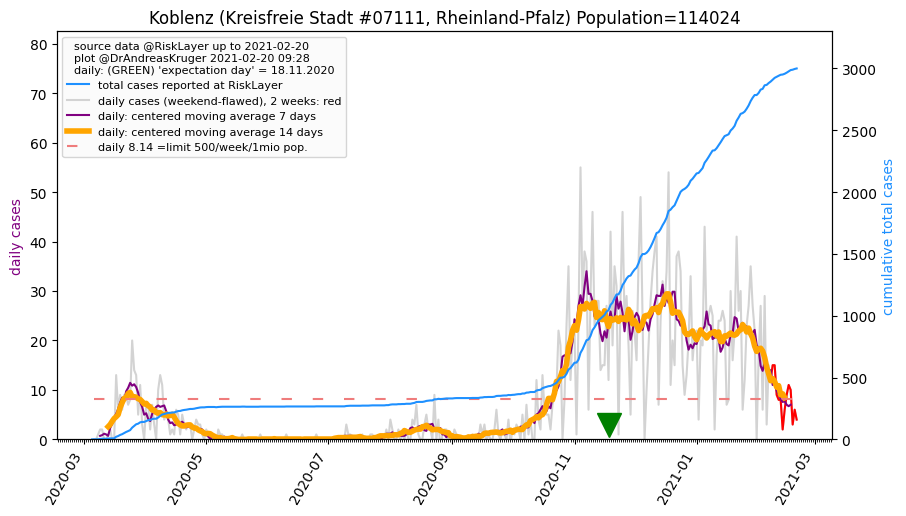 Koblenz (Kreisfreie Stadt #07111, Rheinland-Pfalz) Population=114024
source data @RiskLayer up to 2021-02-20
plot @DrAndreasKruger 2021-02-20 09:28
daily: (GREEN) 'expectation day' = 18.11.2020
total cases reported at RiskLayer
daily cases (weekend-flawed), 2 weeks: red
daily: centered moving average 7 days
daily: centered moving average 14 days
daily 8.14 =limit 500/week/1mio pop.
daily cases
80
70
60
50
40
30
20
10
0
cumulative total cases
3000
2500
2000
1500
1000
500
0
2020-03
2020-05
2020-07
2020-09
2020-11
2021-01
2021-03